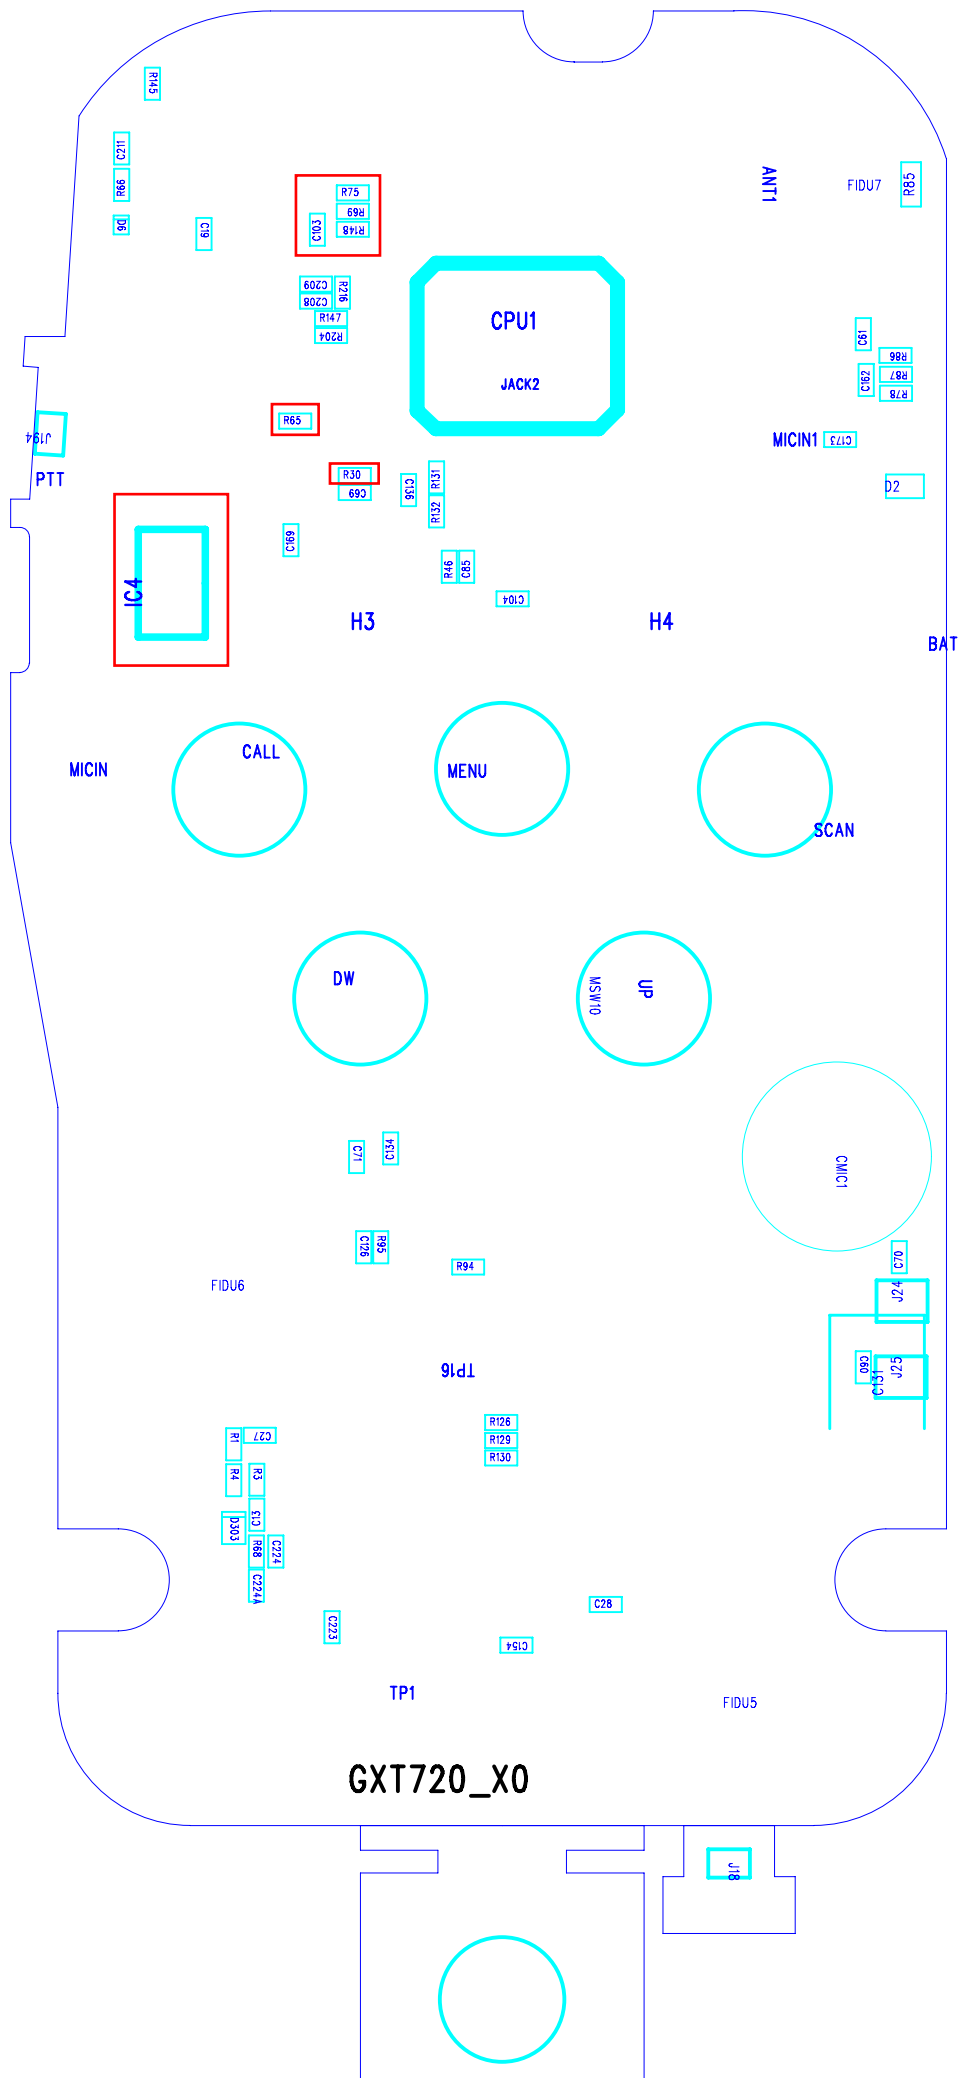 R145
C211
R66
D6
C19
R75
R69
R148
C103
ANT1
FIDU7
R85
C209
C208
R216
R147
R204
CPU1
JACK2
C61
R86
C162
R87
R78
R65
J194
MICIN1
C173
PTT
R30
C69
C136
R131
R132
D2
C169
R46
C85
IC4
C104
H3
H4
BAT
CALL
MICIN
MENU
SCAN
DW
MSW10
UP
C71
C134
CMIC1
C126
R95
R94
C70
FIDU6
J24
TP16
C90
J25
C131
R126
R129
R130
R1
C27
R4
R3
C13
D303
R68
C224
C224A
C223
C28
C154
TP1
FIDU5
GXT720_X0
J18